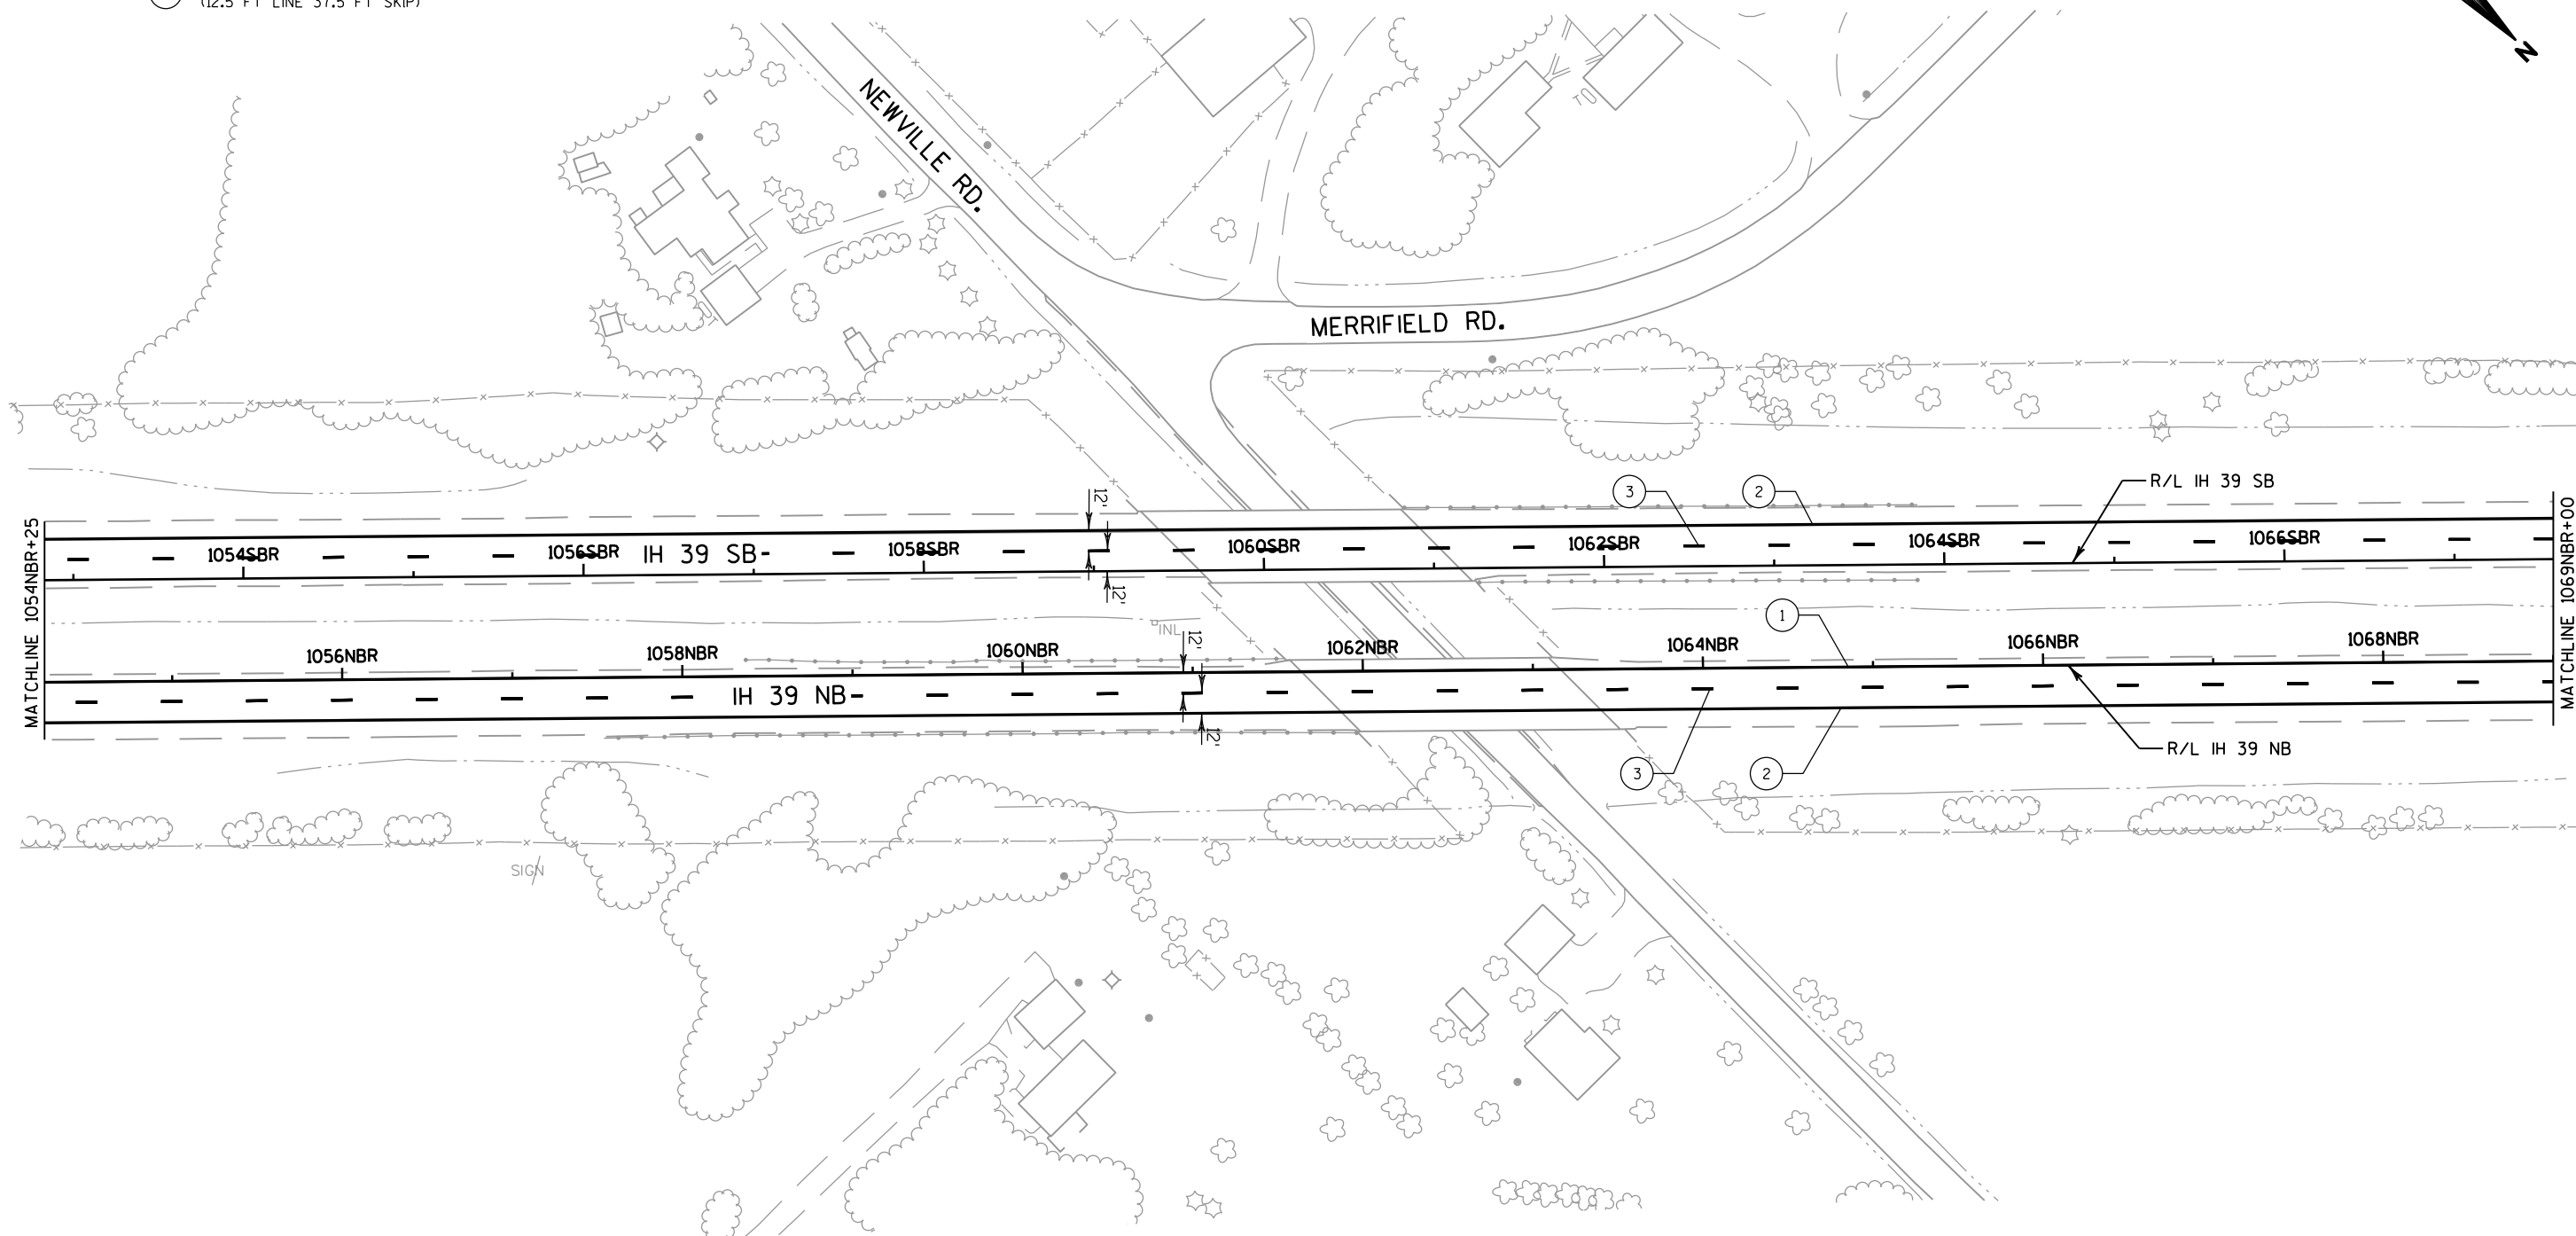 (12.5 FT LINE 37.5 FT SKIP)
N
NEWVILLE RD.
MERRIFIELD RD.
3
2
R/L IH 39 SB
12'
MATCHLINE 1054NBR+25
1054SBR
1056SBR
IH 39 SB
1058SBR
1060SBR
1062SBR
1064SBR
1066SBR
MATCHLINE 1069NBR+00
12'
1
INL
12'
1056NBR
1058NBR
1060NBR
1062NBR
1064NBR
1066NBR
1068NBR
IH 39 NB
12'
3
2
R/L IH 39 NB
SIGN